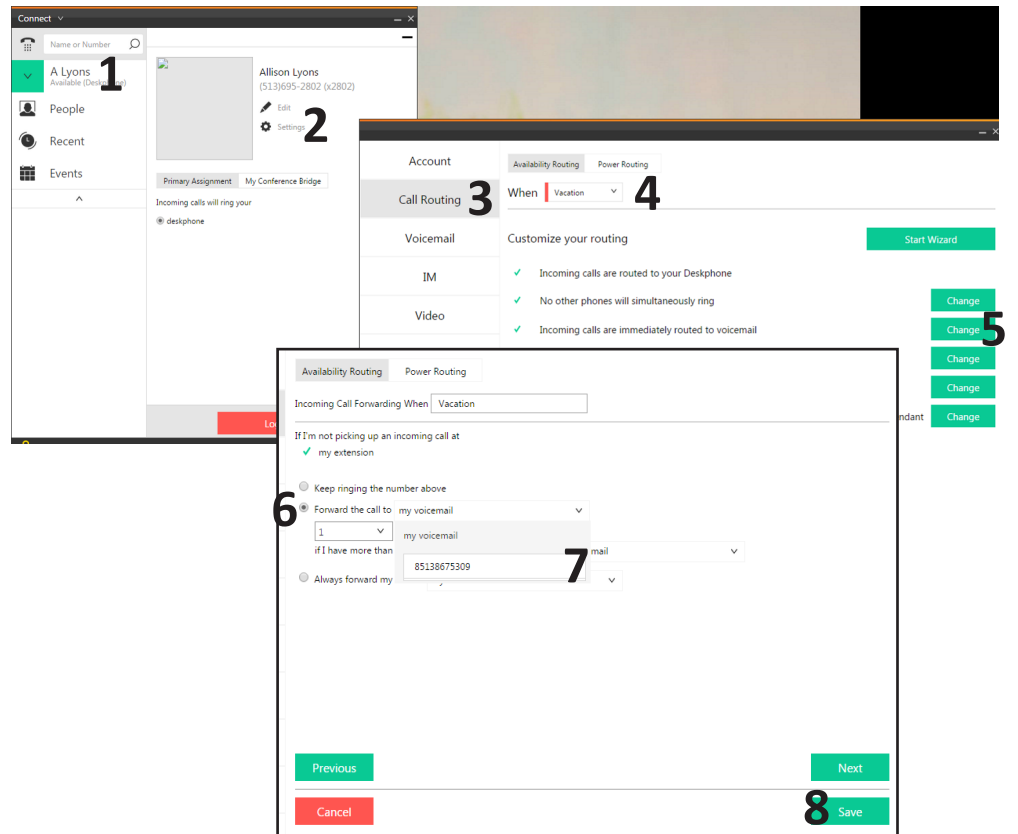 Connect
Name or Number
A Lyons
1
Available (Deskphone)
People
Recent
Events
Allison Lyons
(513)695-2802 (x2802)
Edit
Settings
2
Primary Assignment My Conference Bridge
Incoming calls will ring your
deskphone
Account
Call Routing
3
Voicemail
IM
Video
Availability Routing Power Routing
When Vacation
4
Customize your routing
Start Wizard
Incoming calls are routed to your Deskphone
No other phones will simultaneously ring
Change
Incoming calls are immediately routed to voicemail
Change
5
Change
Change
ndant Change
Availability Routing Power Routing
Incoming Call Forwarding When Vacation
If I'm not picking up an incoming call at
my extension
Keep ringing the number above
6
Forward the call to my voicemail
1
my voicemail
if I have more than
mail
85138675309
7
Always forward my
Previous
Next
Cancel
8
Save